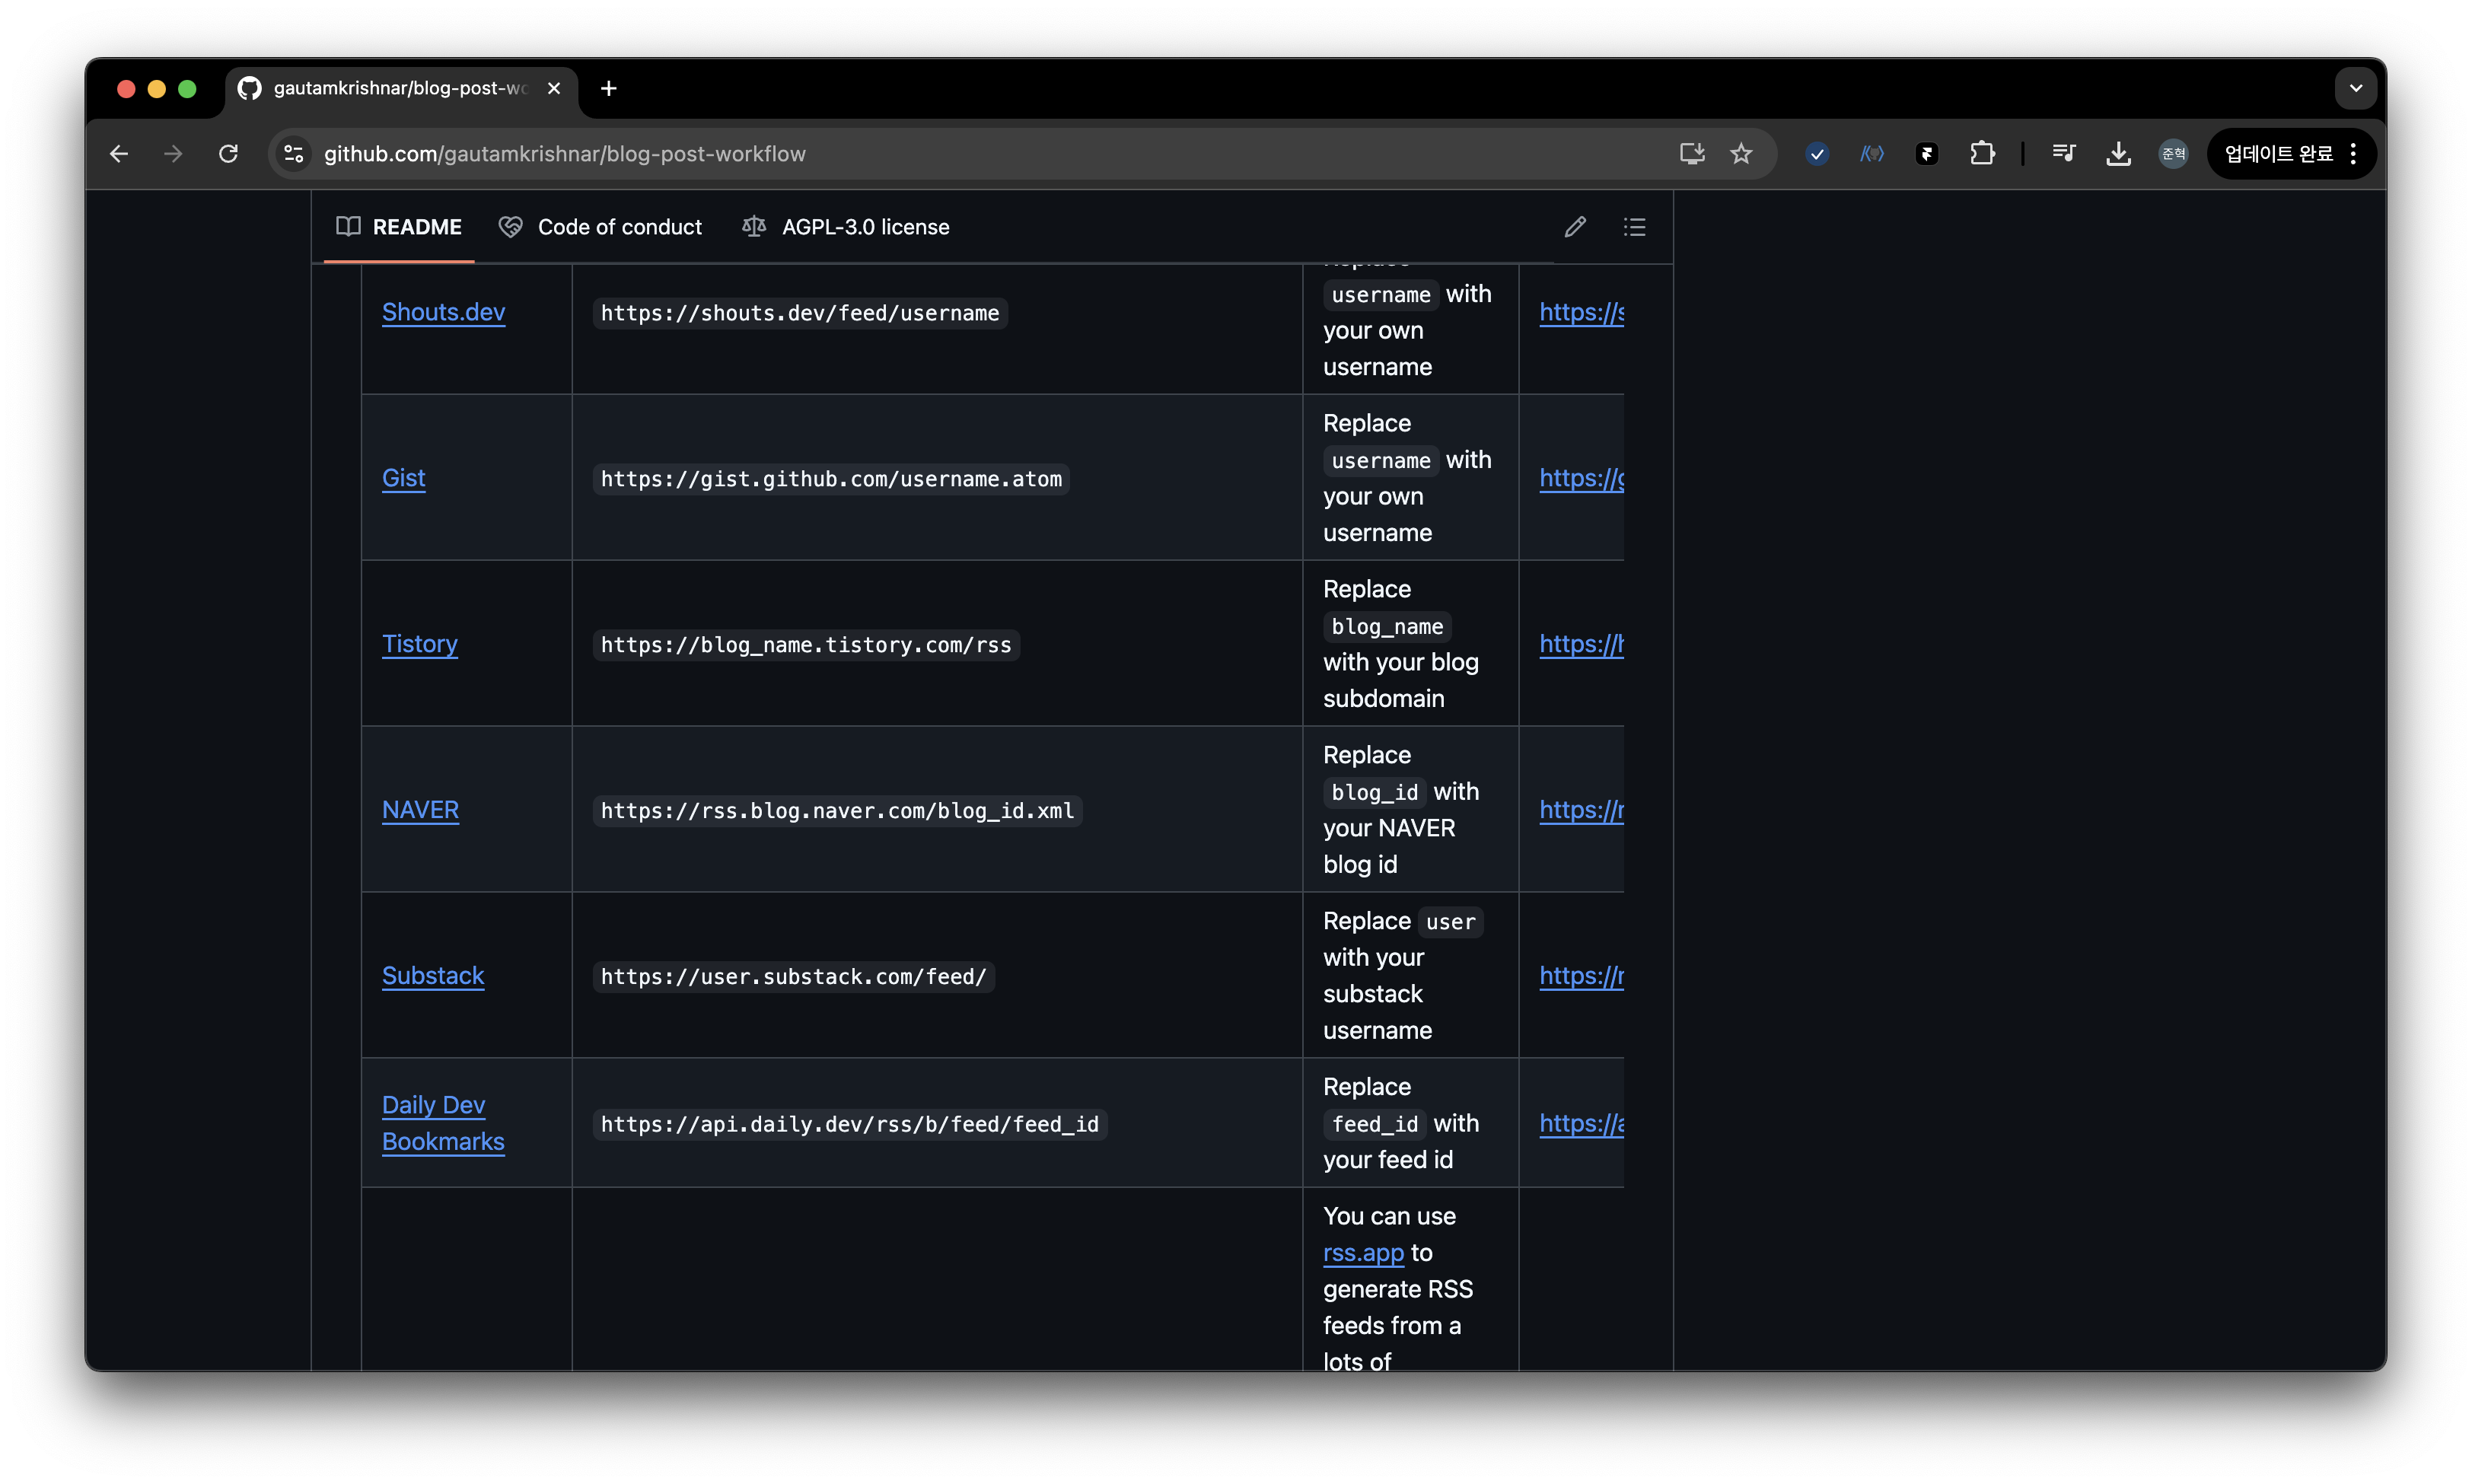 gautamkrishnar/blog-post-wo
github.com/gautamkrishnar/blog-post-workflow
준혁
업데이트 완료
README
Code of conduct
AGPL-3.0 license
Shouts.dev
https://shouts.dev/feed/username
username with
your own
username
https://s
Gist
https://gist.github.com/username.atom
Replace
username with
your own
username
https://g
Tistory
https://blog_name.tistory.com/rss
Replace
blog_name
with your blog
subdomain
https://h
NAVER
https://rss.blog.naver.com/blog_id.xml
Replace
blog_id with
your NAVER
blog id
https://r
Substack
https://user.substack.com/feed/
Replace user
with your
substack
username
https://r
Daily Dev
Bookmarks
https://api.daily.dev/rss/b/feed/feed_id
Replace
feed_id with
your feed id
https://a
You can use
rss.app to
generate RSS
feeds from a
lots of